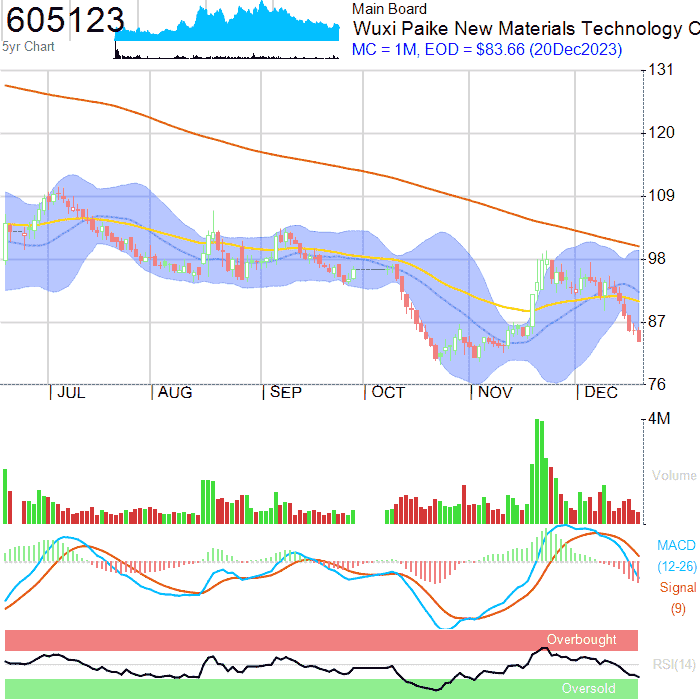 605123
5yr Chart
Main Board
Wuxi Paike New Materials Technology C
MC = 1M, EOD = $83.66 (20Dec2023)
131
120
109
98
87
76
JUL AUG SEP OCT NOV DEC
4M
Volume
MACD
(12-26)
Signal
(9)
Overbought
RSI(14)
Oversold